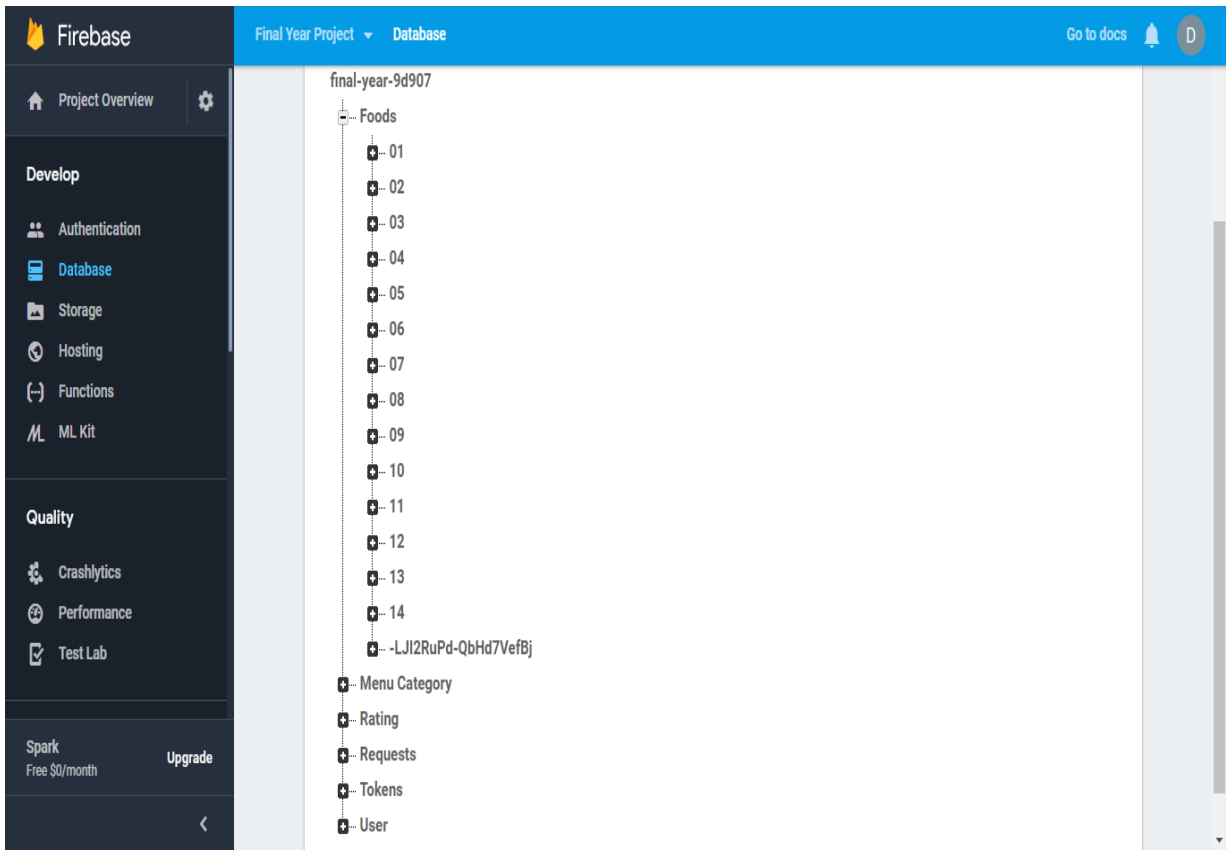 Firebase
Project Overview
Develop
Authentication
Database
Storage
Hosting
Functions
ML Kit
Quality
Crashlytics
Performance
Test Lab
Spark
Free $0/month
Upgrade
Final Year Project
Database
Go to docs
D
final-year-9d907
Foods
01
02
03
04
05
06
07
08
09
10
11
12
13
14
-LJI2RuPd-QbHd7VefBj
Menu Category
Rating
Requests
Tokens
User